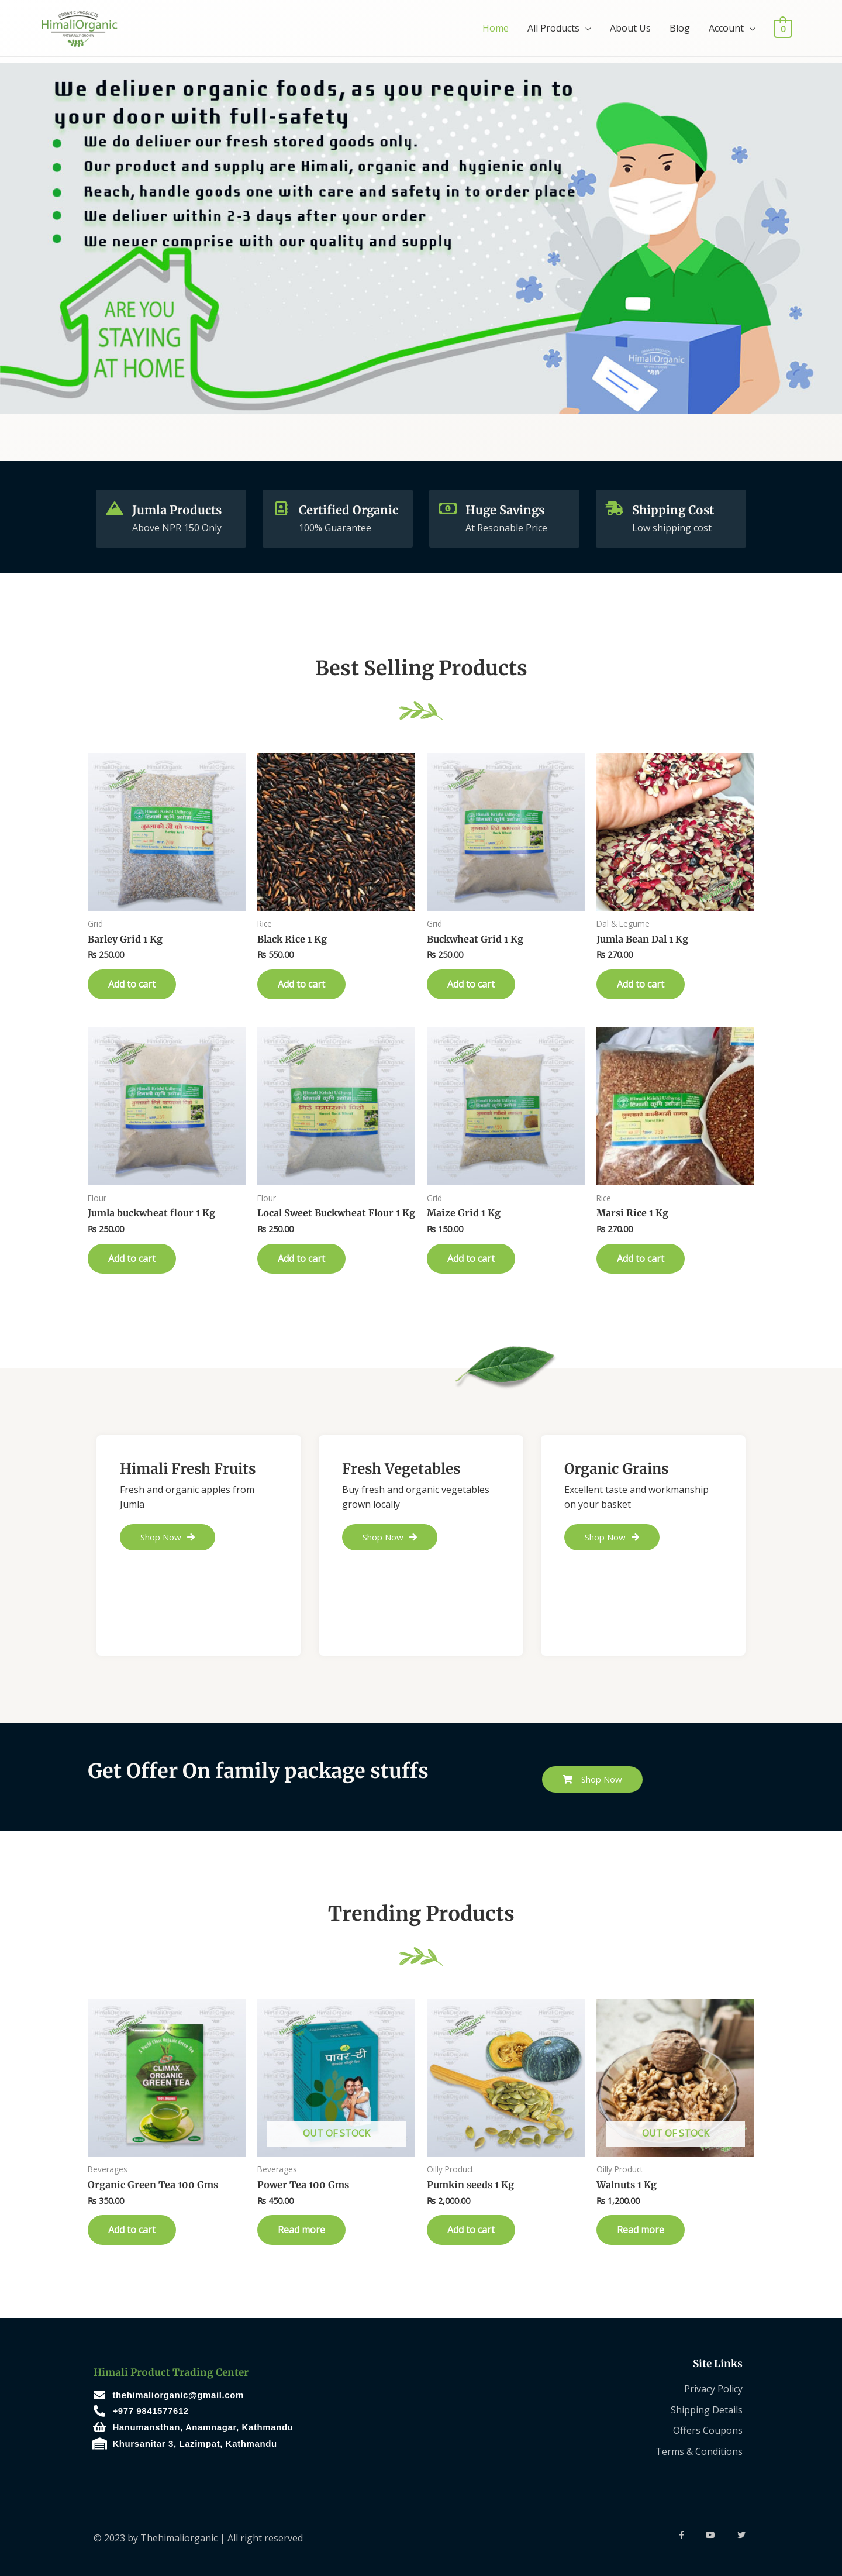 ORGANIC PRODUCTS
HimaliOrganic
NATURALLY GROWN
Home
All Products
About Us
Blog
Account
0
We deliver organic foods, as you require in to
your door with full-safety
We do deliver our fresh stored goods only.
Our product and supply are Himali, organic and hygienic only
Reach, handle goods one with care and safety in to order place
We deliver within 2-3 days after your order
We never comprise with our quality and supply
ARE YOU
STAYING
AT HOME
HimaliOrganic
Jumla Products
Above NPR 150 Only
Certified Organic
100% Guarantee
Huge Savings
At Resonable Price
Shipping Cost
Low shipping cost
Best Selling Products
Grid
Barley Grid 1 Kg
₨ 250.00
Add to cart
Rice
Black Rice 1 Kg
₨ 550.00
Add to cart
Grid
Buckwheat Grid 1 Kg
₨ 250.00
Add to cart
Dal & Legume
Jumla Bean Dal 1 Kg
₨ 270.00
Add to cart
Flour
Jumla buckwheat flour 1 Kg
₨ 250.00
Add to cart
Flour
Local Sweet Buckwheat Flour 1 Kg
₨ 250.00
Add to cart
Grid
Maize Grid 1 Kg
₨ 150.00
Add to cart
Rice
Marsi Rice 1 Kg
₨ 270.00
Add to cart
Himali Fresh Fruits
Fresh and organic apples from
Jumla
Shop Now
Fresh Vegetables
Buy fresh and organic vegetables
grown locally
Shop Now
Organic Grains
Excellent taste and workmanship
on your basket
Shop Now
Get Offer On family package stuffs
Shop Now
Trending Products
CLIMAX
ORGANIC
GREEN TEA
Beverages
Organic Green Tea 100 Gms
₨ 350.00
Add to cart
पावर-टी
OUT OF STOCK
Beverages
Power Tea 100 Gms
₨ 450.00
Read more
Oilly Product
Pumkin seeds 1 Kg
₨ 2,000.00
Add to cart
OUT OF STOCK
Oilly Product
Walnuts 1 Kg
₨ 1,200.00
Read more
Himali Product Trading Center
thehimaliorganic@gmail.com
+977 9841577612
Hanumansthan, Anamnagar, Kathmandu
Khursanitar 3, Lazimpat, Kathmandu
Site Links
Privacy Policy
Shipping Details
Offers Coupons
Terms & Conditions
© 2023 by Thehimaliorganic | All right reserved